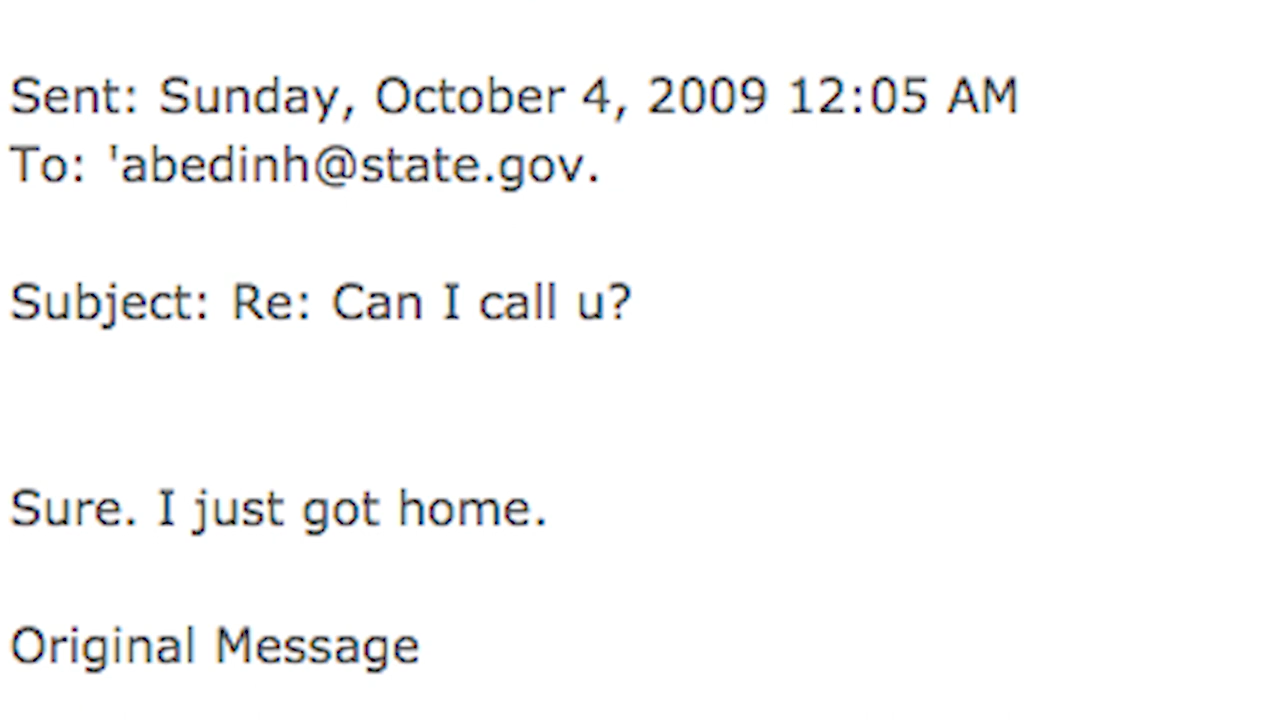 Sent: Sunday, October 4, 2009 12:05 AM
To: 'abedinh@state.gov.
Subject: Re: Can I call u?
Sure. I just got home.
Original Message